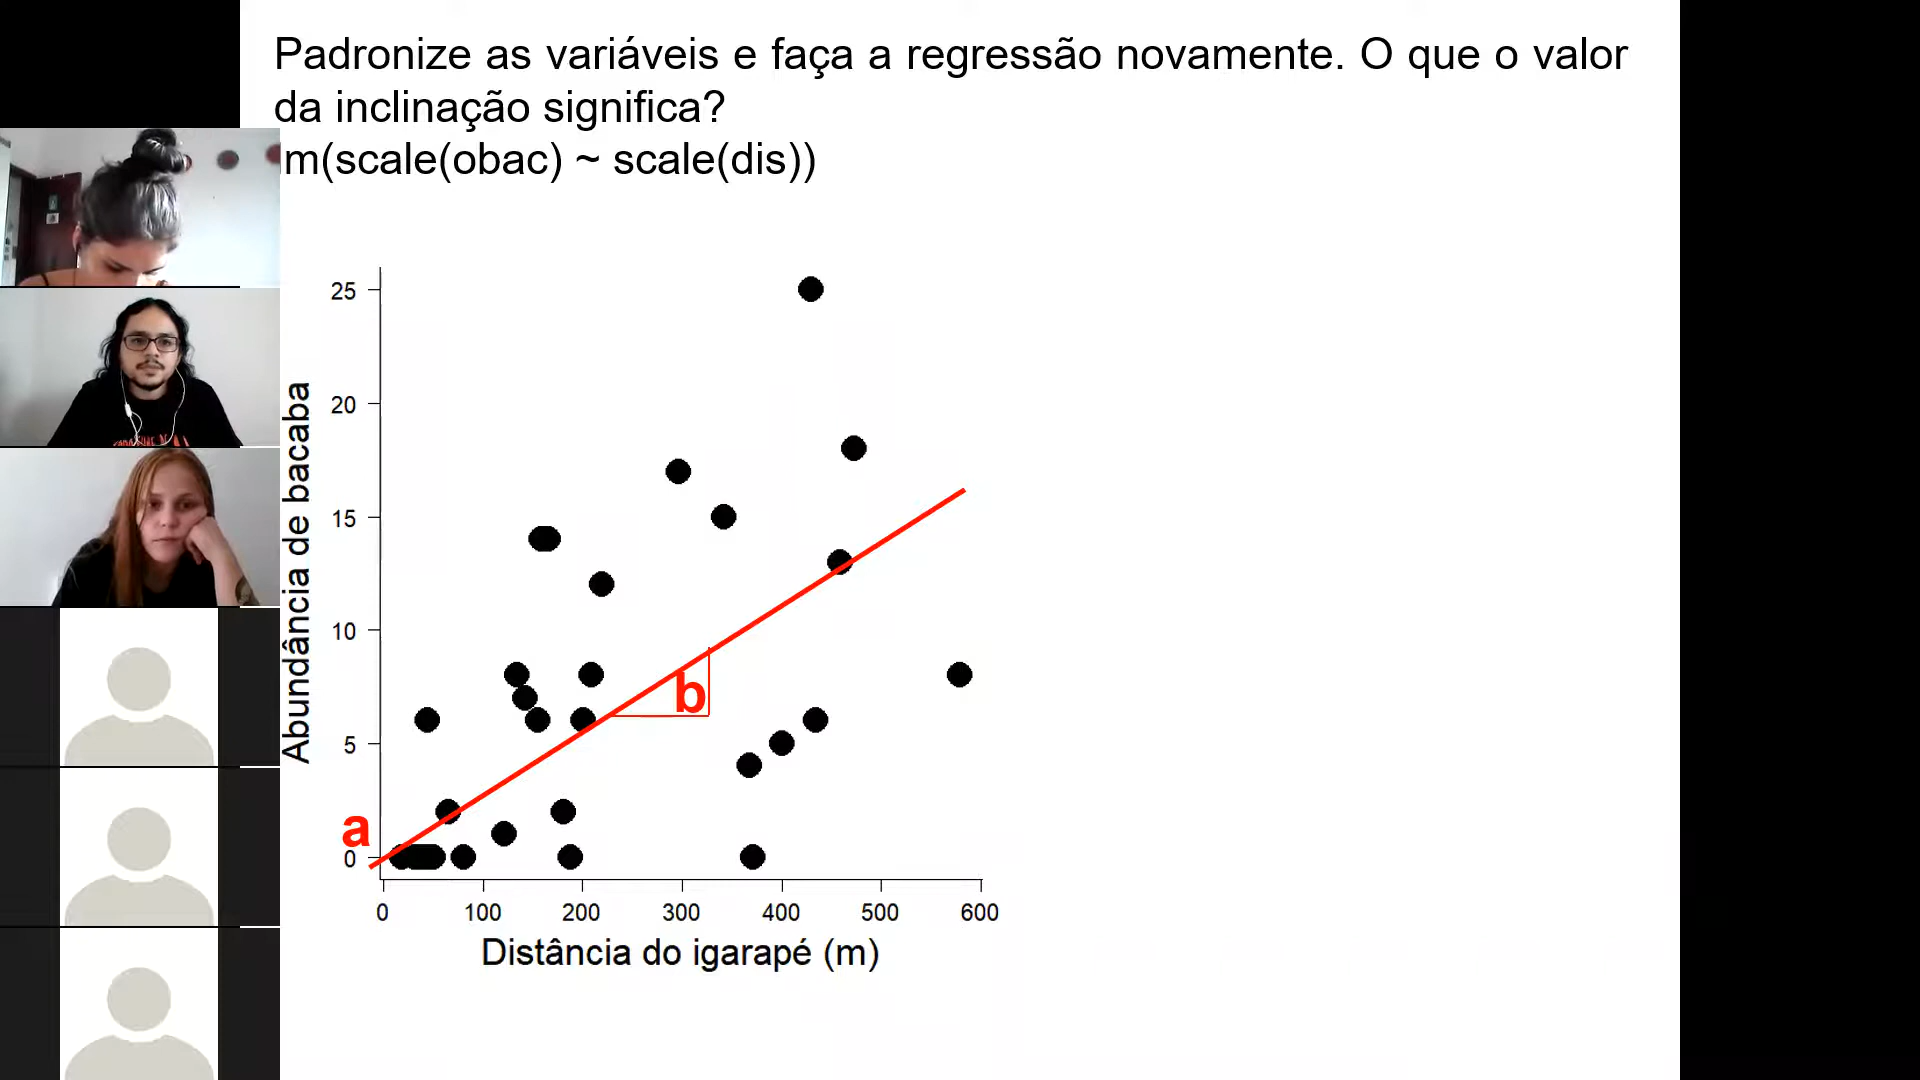 Padronize as variáveis e faça a regressão novamente. O que o valor
da inclinação significa?
m(scale(obac) ~ scale(dis))
25
20
15
10
5
0
Abundância de bacaba
a
b
0 100 200 300 400 500 600
Distância do igarapé (m)